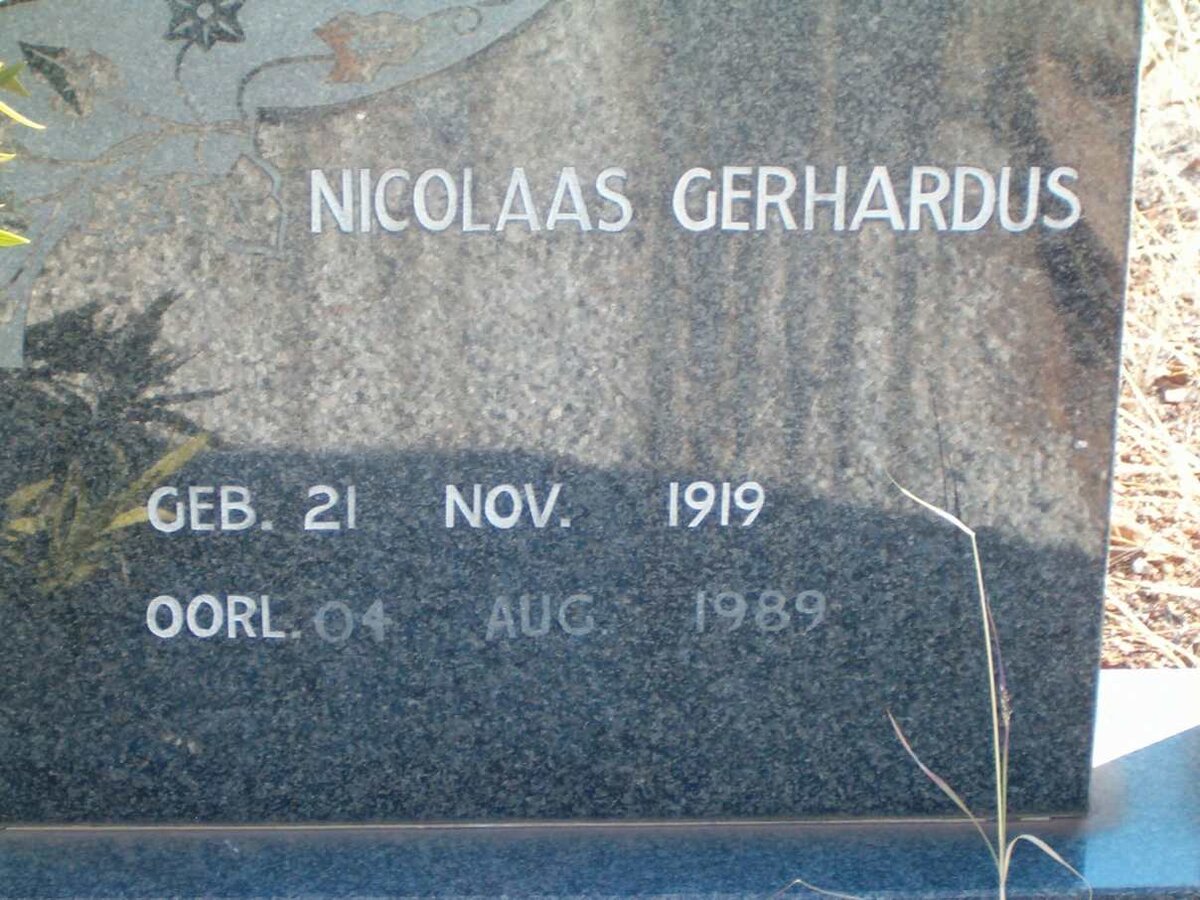 NICOLAAS GERHARDUS
GEB. 21 NOV. 1919
OORL. 04 AUG 1989